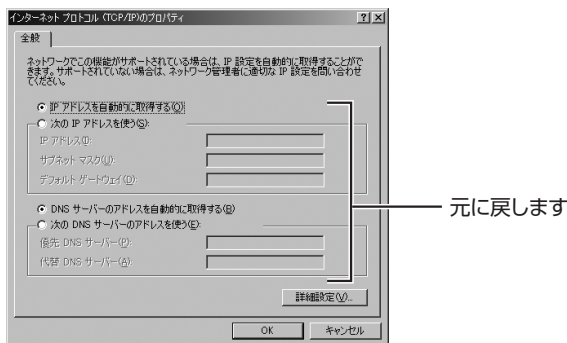 インターネット プロトコル (TCP/IP)のプロパティ
全般
ネットワークでこの機能がサポートされている場合は、IP 設定を自動的に取得することがで
きます。サポートされていない場合は、ネットワーク管理者に適切な IP 設定を問い合わせ
てください。
IP アドレスを自動的に取得する(O)
次の IP アドレスを使う(S):
IP アドレス(I):
サブネット マスク(U):
デフォルト ゲートウェイ(D):
元に戻します
DNS サーバーのアドレスを自動的に取得する(B)
次の DNS サーバーのアドレスを使う(E):
優先 DNS サーバー(P):
代替 DNS サーバー(A):
詳細設定(V)...
OK
キャンセル